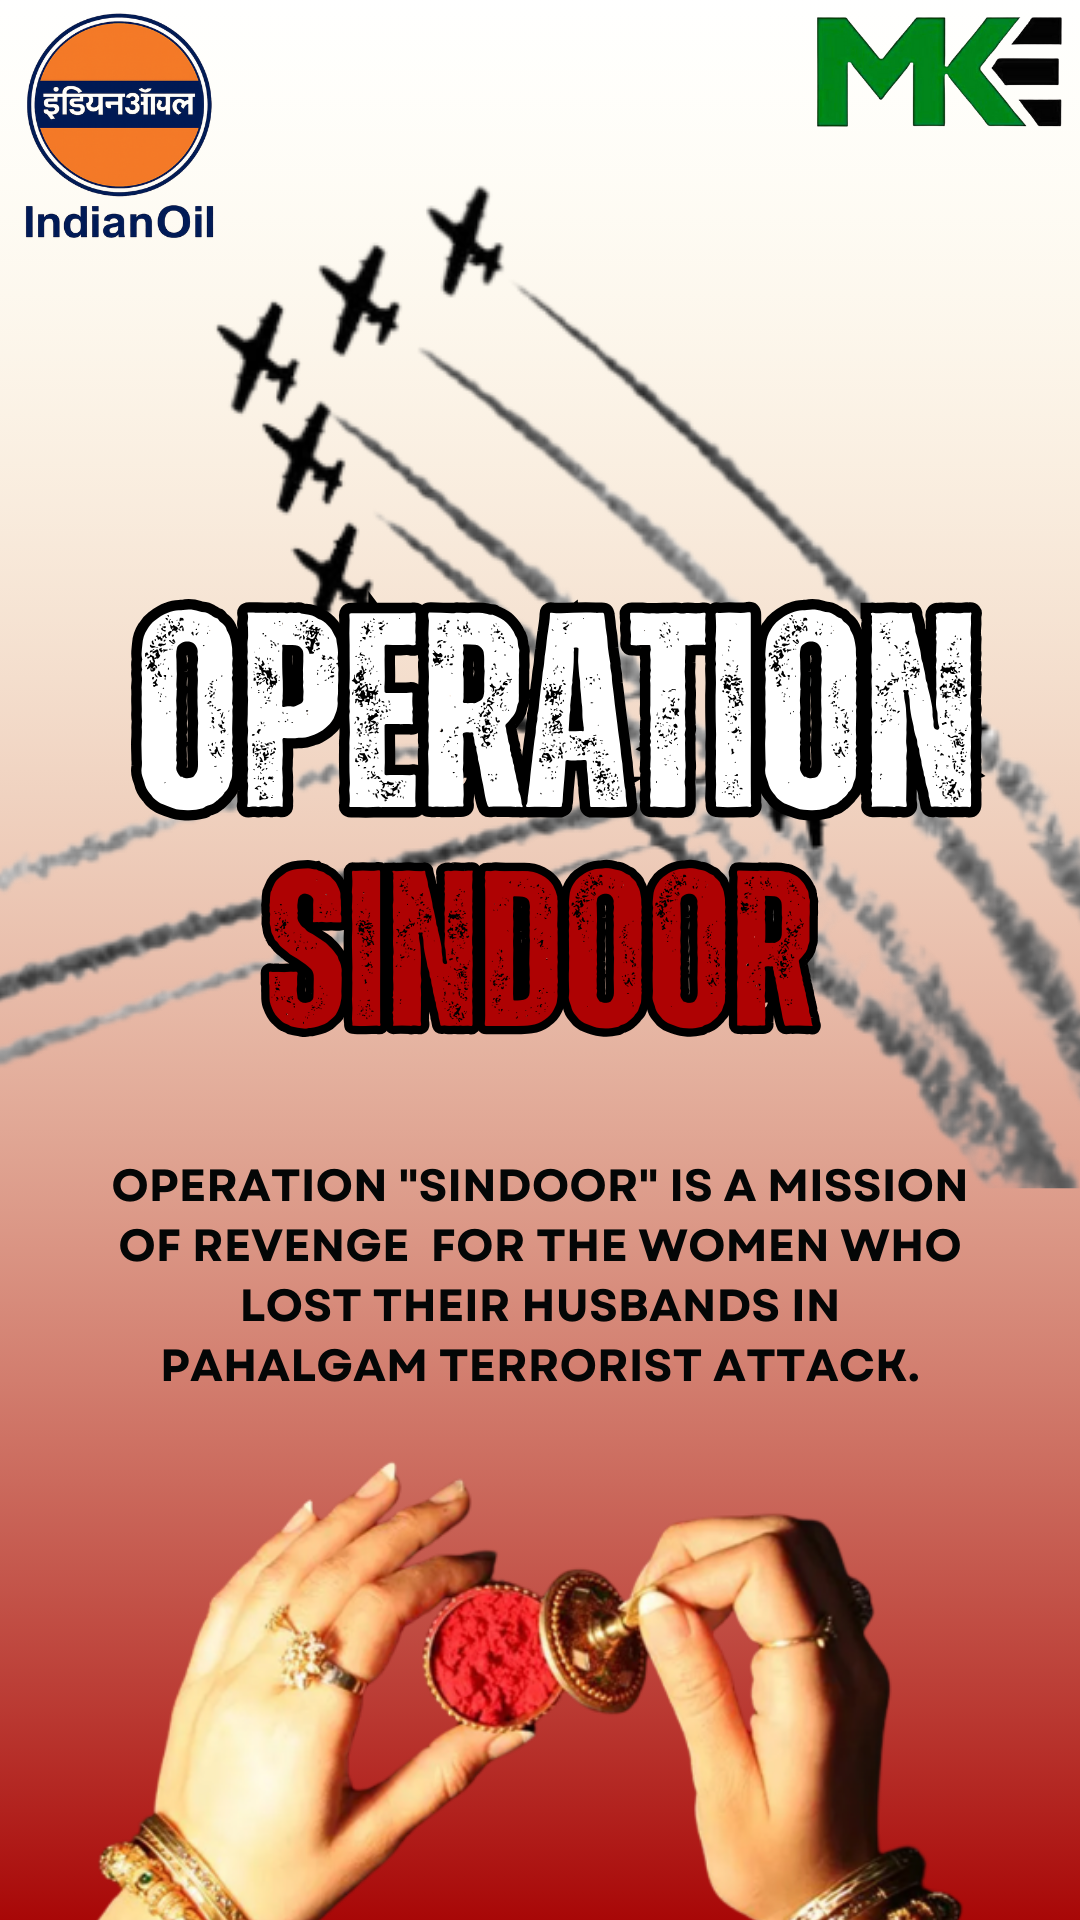 इंडियनऑयल
IndianOil
MKE
OPERATION
SINDOOR
OPERATION "SINDOOR" IS A MISSION
OF REVENGE FOR THE WOMEN WHO
LOST THEIR HUSBANDS IN
PAHALGAM TERRORIST ATTACK.